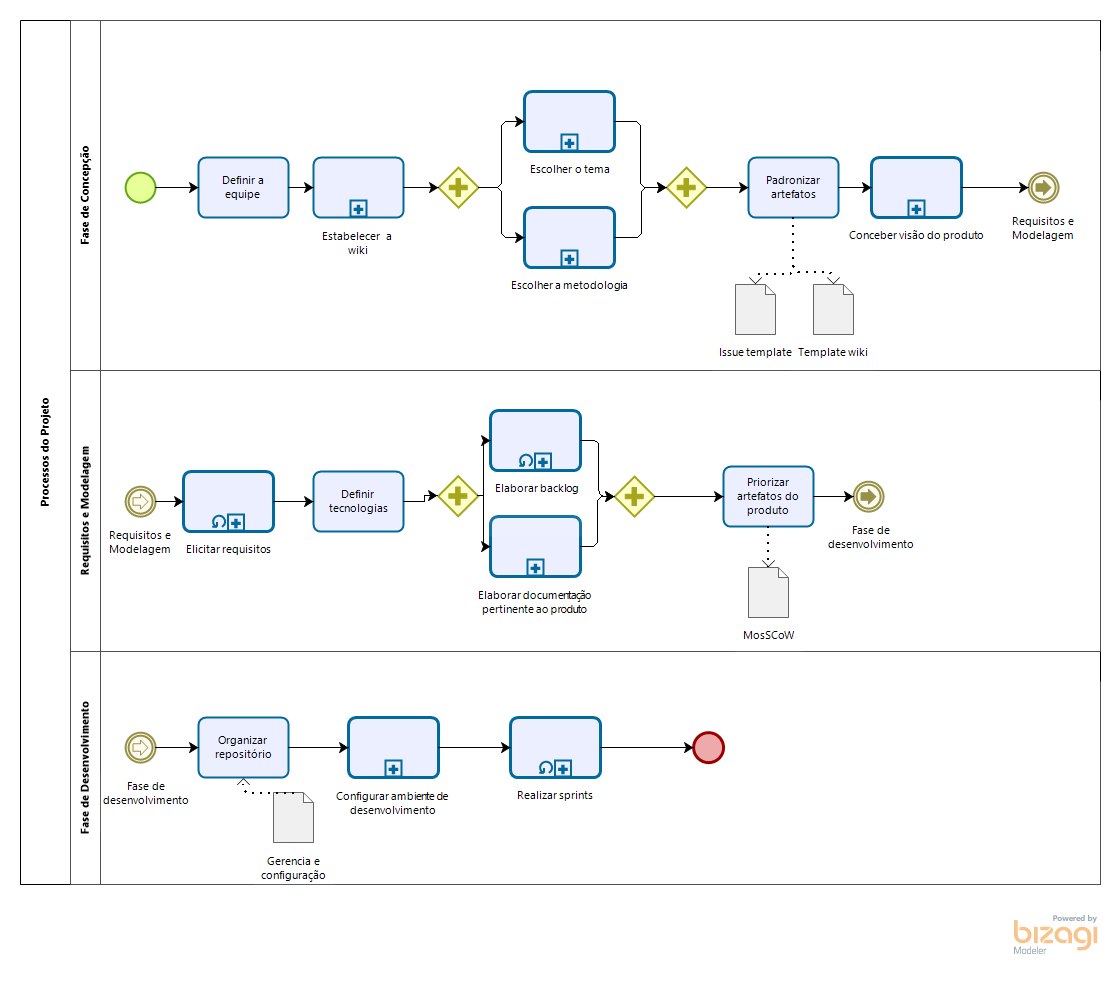 Processos do Projeto
Fase de Concepção
Definir a
equipe
Estabelecer a
wiki
Escolher o tema
Escolher a metodologia
Padronizar
artefatos
Conceber visão do produto
Requisitos e
Modelagem
Issue template
Template wiki
Requisitos e Modelagem
Requisitos e
Modelagem
Elicitar requisitos
Definir
tecnologias
Elaborar backlog
Elaborar documentação
pertinente ao produto
Priorizar
artefatos do
produto
Fase de
desenvolvimento
MosSCoW
Fase de Desenvolvimento
Fase de
desenvolvimento
Organizar
repositório
Gerencia e
configuração
Configurar ambiente de
desenvolvimento
Realizar sprints
Powered by
bizagi
Modeler